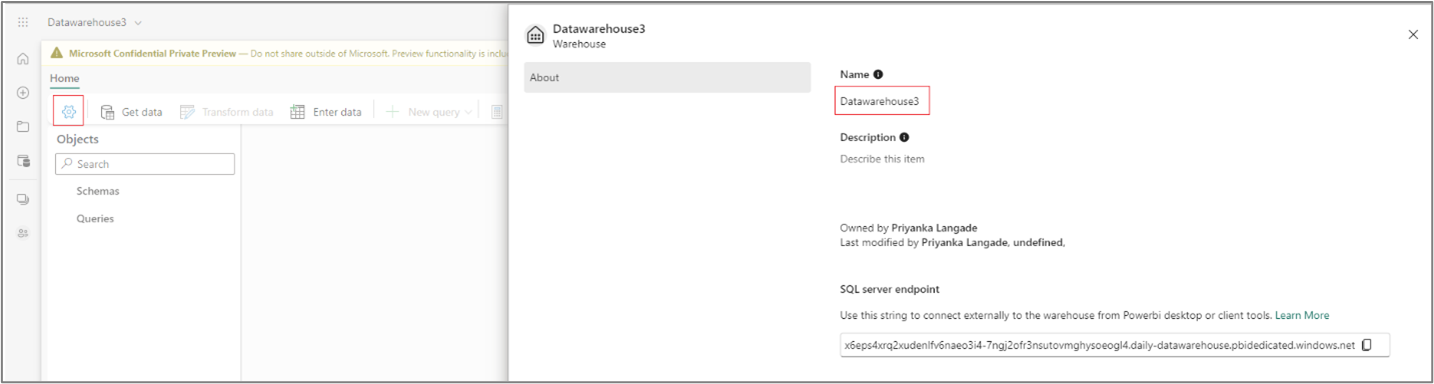 Datawarehouse3
Microsoft Confidential Private Preview — Do not share outside of Microsoft. Preview functionality is inclu
Home
Get data
Transform data
Enter data
New query
Objects
Search
Schemas
Queries
Datawarehouse3
Warehouse
About
Name
Datawarehouse3
Description
Describe this item
Owned by Priyanka Langade
Last modified by Priyanka Langade, undefined,
SQL server endpoint
Use this string to connect externally to the warehouse from Powerbi desktop or client tools. Learn More
x6eps4xrq2xudenlfv6naeo3i4-7ngj2ofr3nsutovmghysoeogl4.daily-datawarehouse.pbidedicated.windows.net